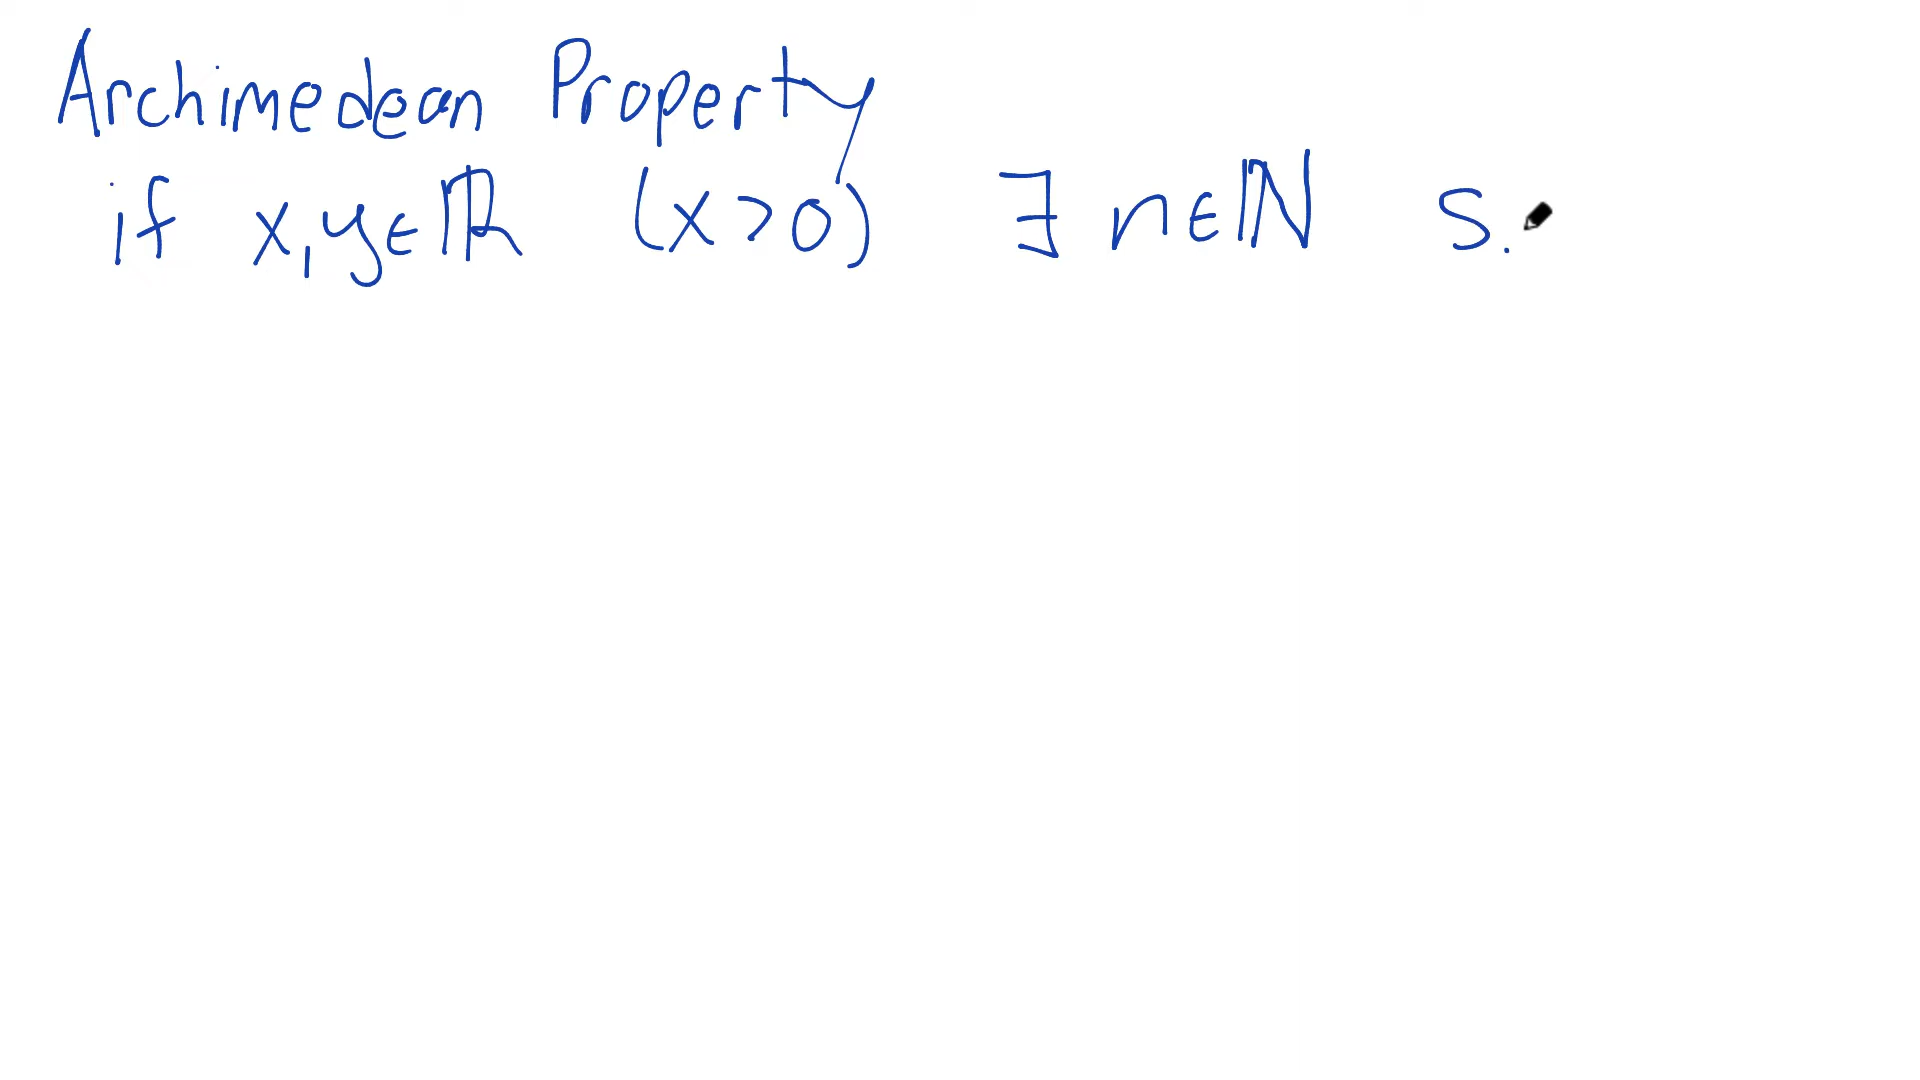 Archimedean Property
if x,y∈ℝ (x>0) ∃ n∈ℕ s.